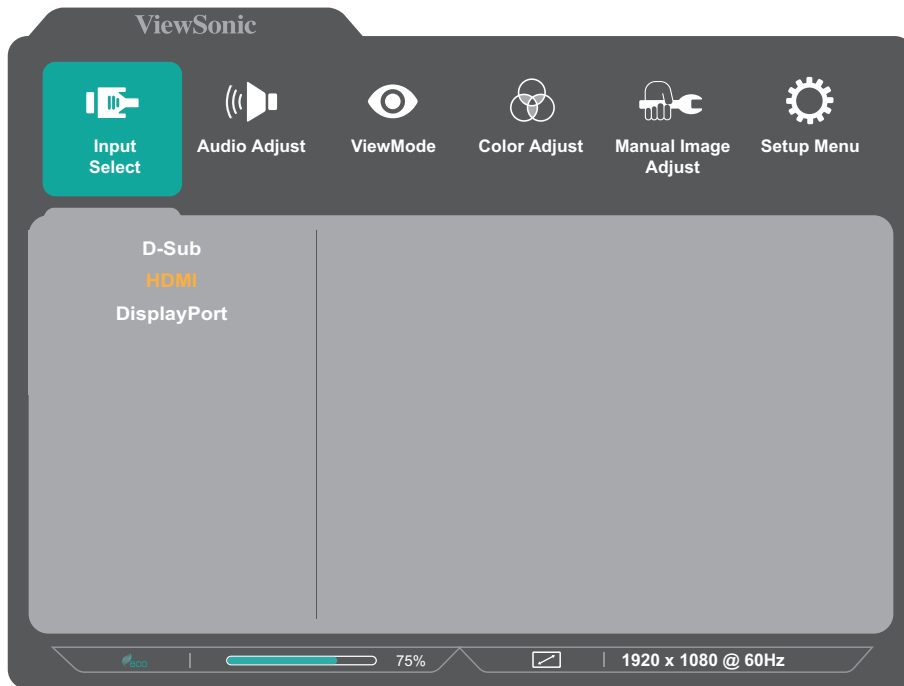 ViewSonic
Input
Select
Audio Adjust
ViewMode
Color Adjust
Manual Image
Adjust
Setup Menu
D-Sub
HDMI
DisplayPort
eco
75%
1920 x 1080 @ 60Hz